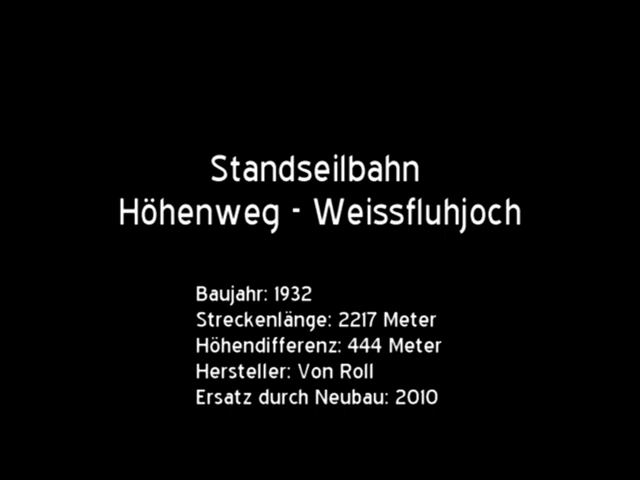 Standseilbahn
Höhenweg - Weissfluhjoch
Baujahr: 1932
Streckenlänge: 2217 Meter
Höhendifferenz: 444 Meter
Hersteller: Von Roll
Ersatz durch Neubau: 2010